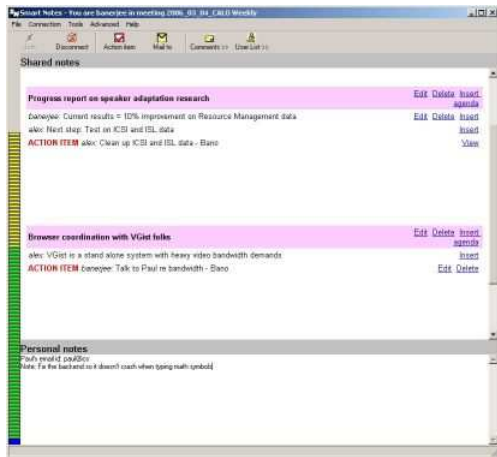 Smart Notes - You are banerjee in meeting 2006_03_04_CALO Weekly
File Connection Tools Advanced Help
Disconnect Action item Mail to Comments >> User List >>
Shared notes
Progress report on speaker adaptation research Edit Delete Insert agenda
banerjee: Current results = 10% improvement on Resource Management data Edit Delete Insert
alex: Next step: Test on ICSI and ISL data Insert
ACTION ITEM alex: Clean up ICSI and ISL data - Bano View
Browser coordination with VGist folks Edit Delete Insert agenda
alex: VGist is a stand alone system with heavy video bandwidth demands Insert
ACTION ITEM banerjee: Talk to Paul re bandwidth - Bano Edit Delete
Personal notes
Paul's email id: paul@cs
Note: Fix the backend so it doesn't crash when typing math symbols